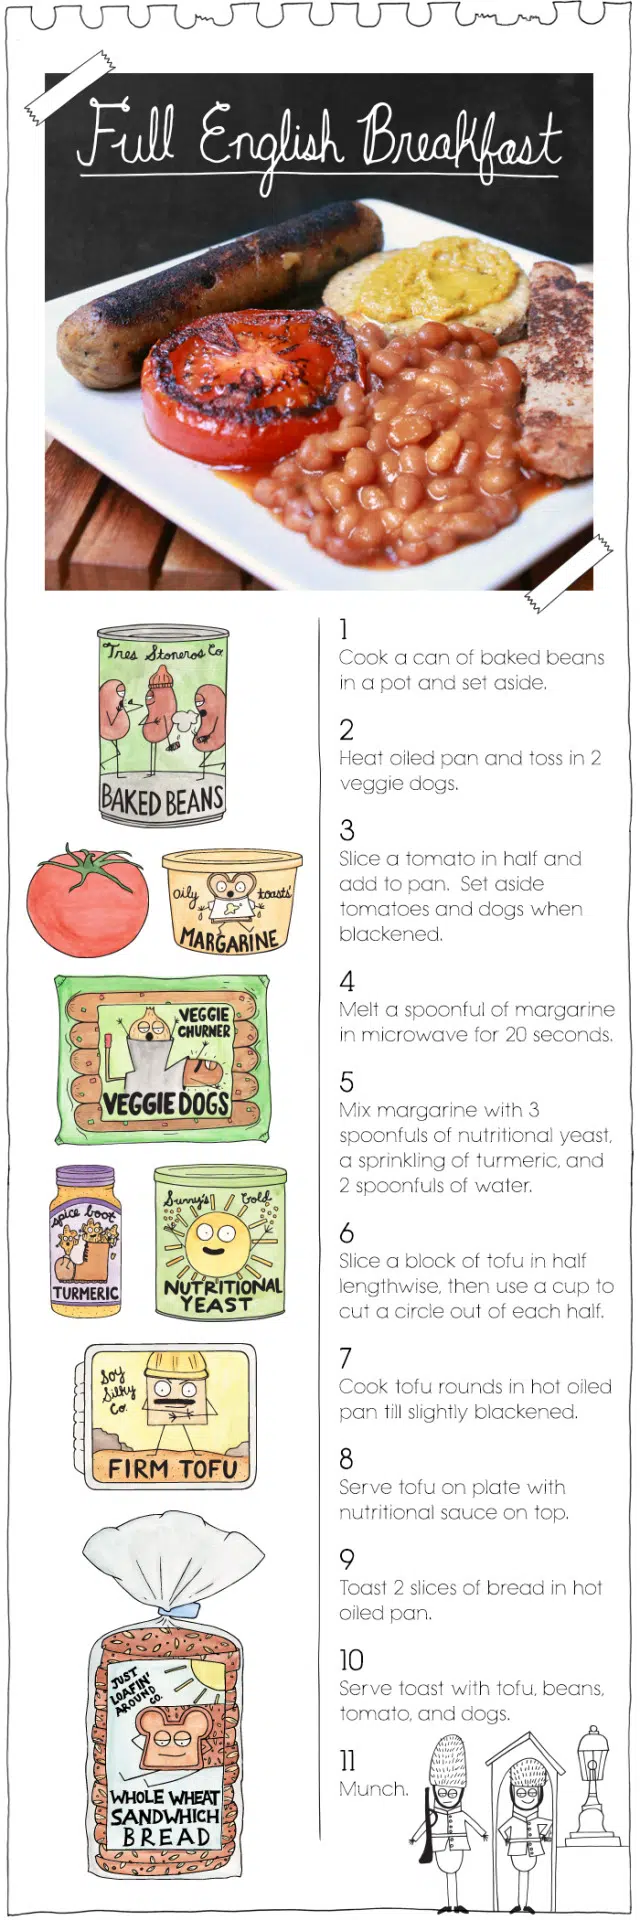 Full English Breakfast
Tres Stoneros Co
BAKED BEANS
oily toasts'
MARGARINE
VEGGIE
CHURNER
VEGGIE DOGS
spice boot
TURMERIC
Sunny's Gold
NUTRITIONAL
YEAST
Soy
Silky
Co.
FIRM TOFU
JUST
LOAFIN'
AROUND
CO.
WHOLE WHEAT
SANDWHICH
BREAD
1
Cook a can of baked beans
in a pot and set aside.
2
Heat oiled pan and toss in 2
veggie dogs.
3
Slice a tomato in half and
add to pan. Set aside
tomatoes and dogs when
blackened.
4
Melt a spoonful of margarine
in microwave for 20 seconds.
5
Mix margarine with 3
spoonfuls of nutritional yeast,
a sprinkling of turmeric, and
2 spoonfuls of water.
6
Slice a block of tofu in half
lengthwise, then use a cup to
cut a circle out of each half.
7
Cook tofu rounds in hot oiled
pan till slightly blackened.
8
Serve tofu on plate with
nutritional sauce on top.
9
Toast 2 slices of bread in hot
oiled pan.
10
Serve toast with tofu, beans,
tomato, and dogs.
11
Munch.